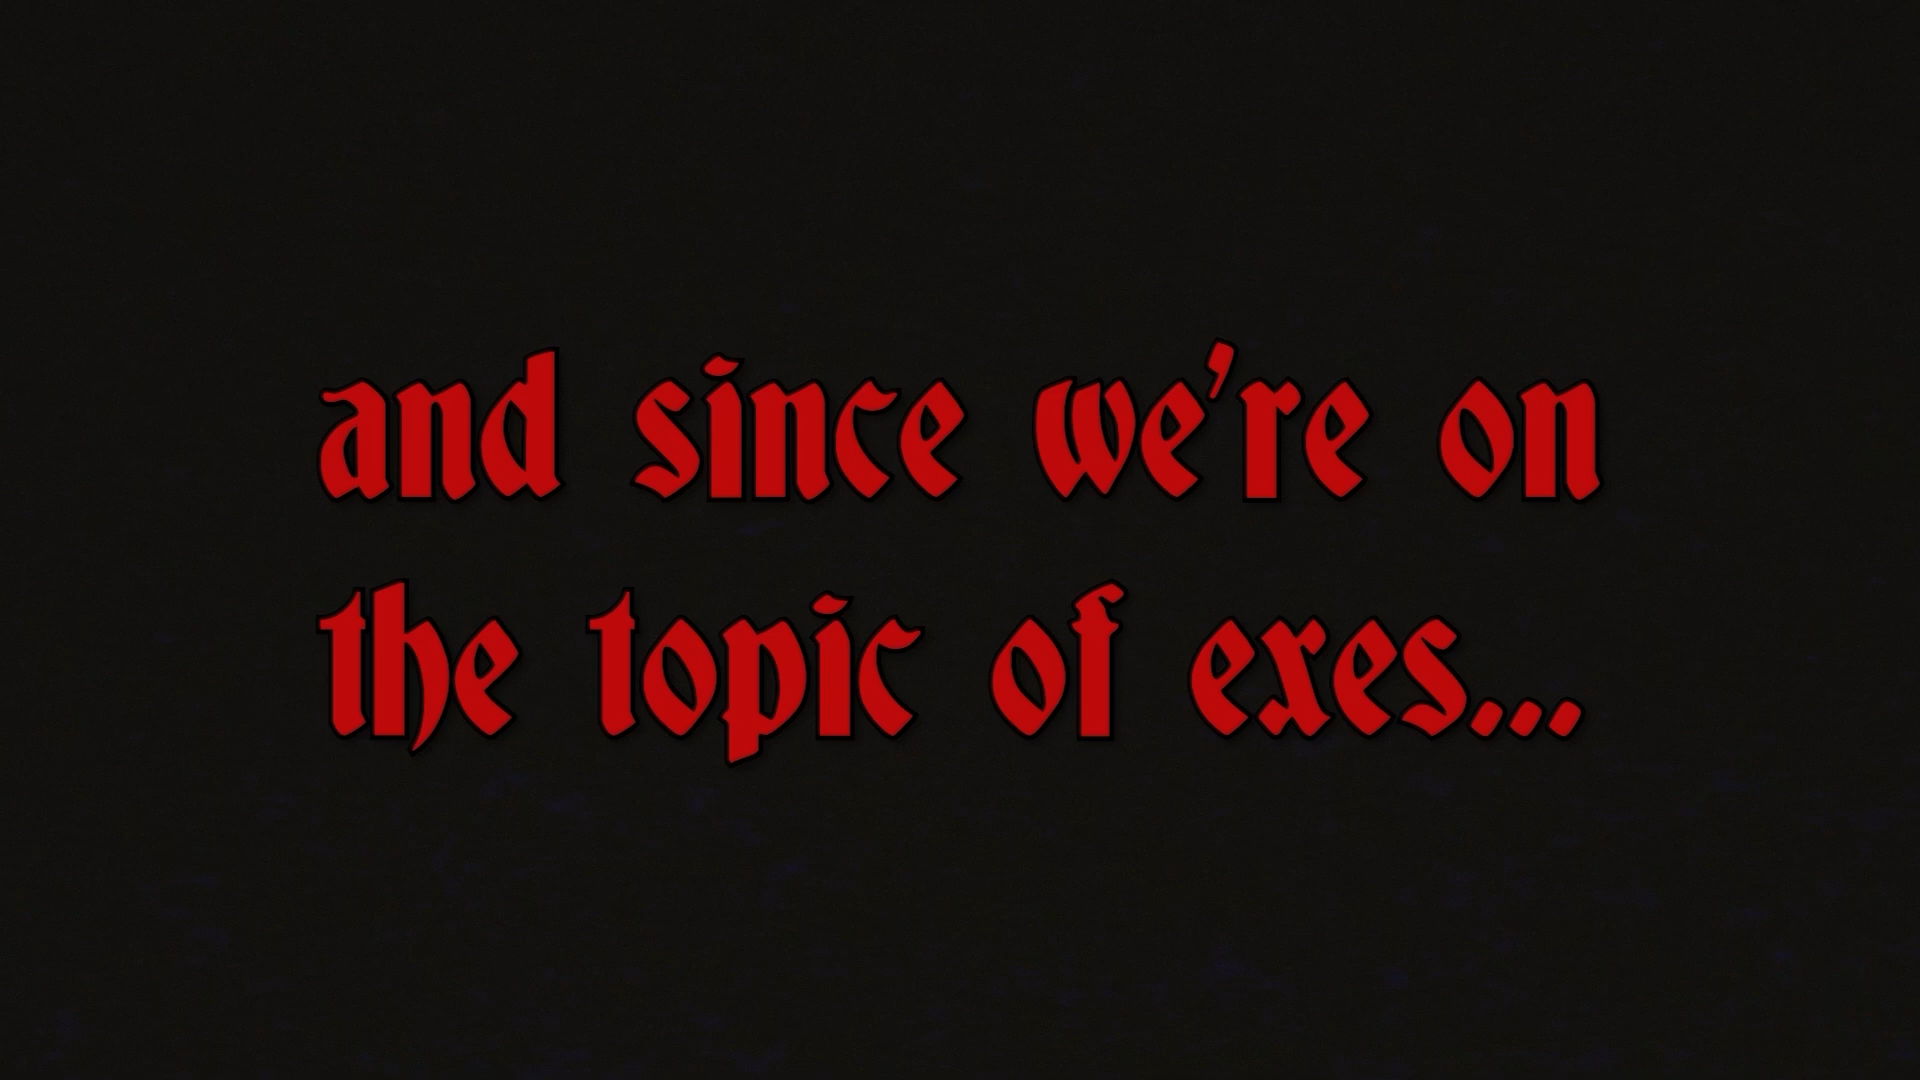 and since we're on
the topic of exes...